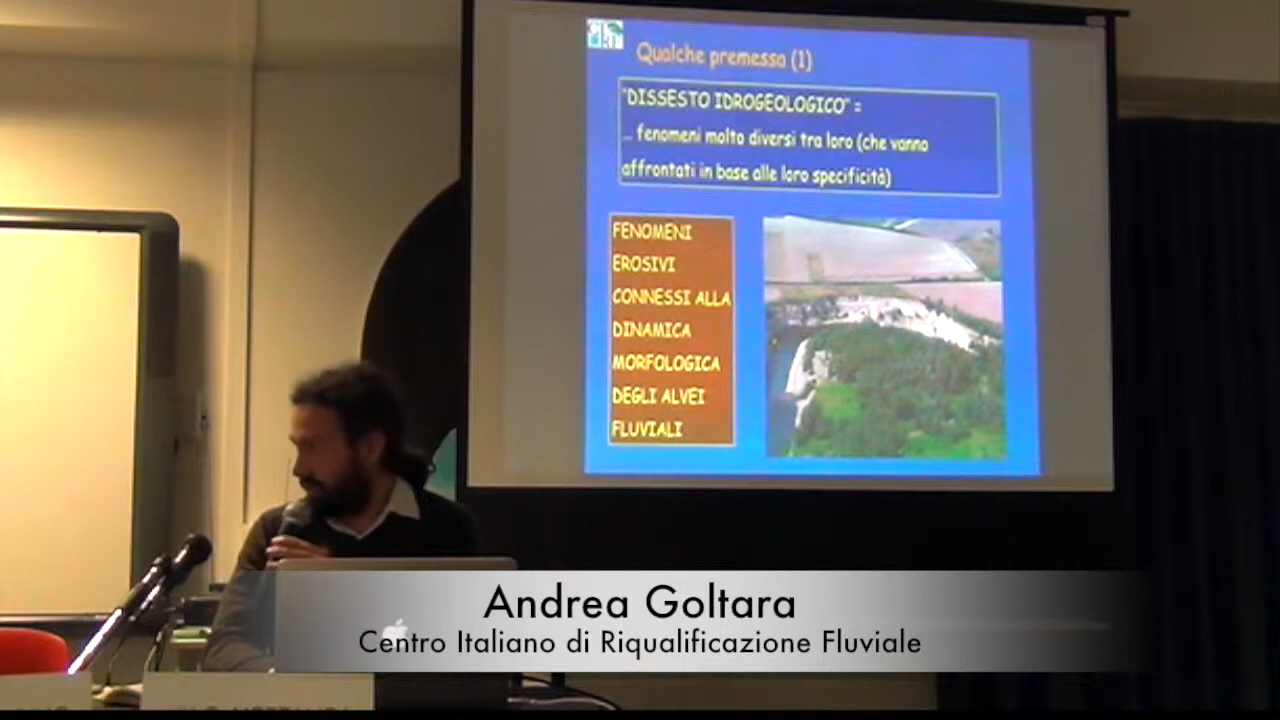 Qualche premessa (1)
"DISSESTO IDROGEOLOGICO" =
… fenomeni molto diversi tra loro (che vanno
affrontati in base alle loro specificità)
FENOMENI
EROSIVI
CONNESSI ALLA
DINAMICA
MORFOLOGICA
DEGLI ALVEI
FLUVIALI
Andrea Goltara
Centro Italiano di Riqualificazione Fluviale